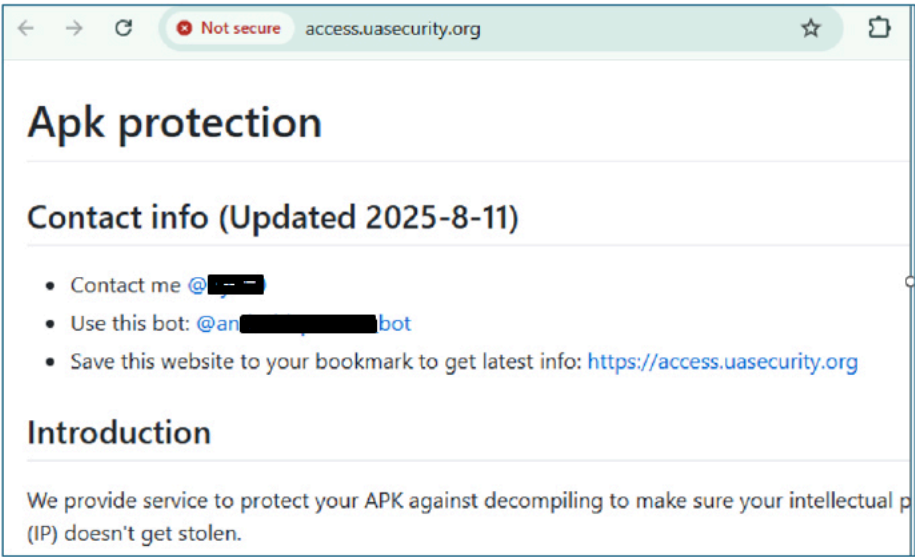 Not secure access.uasecurity.org
Apk protection
Contact info (Updated 2025-8-11)
Contact me @
Use this bot: @an bot
Save this website to your bookmark to get latest info: https://access.uasecurity.org
Introduction
We provide service to protect your APK against decompiling to make sure your intellectual p
(IP) doesn't get stolen.